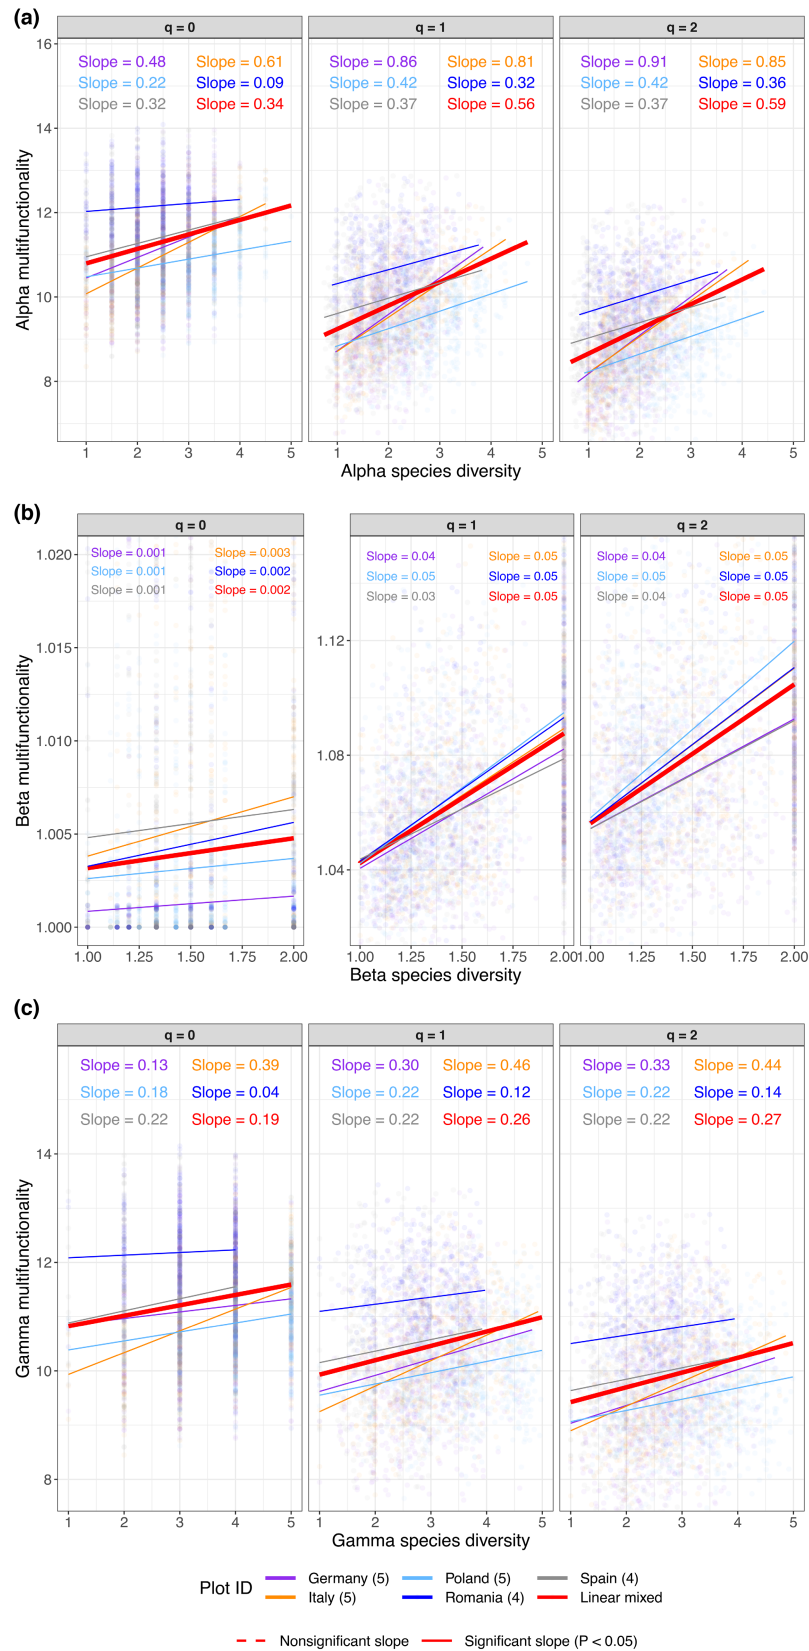 (a)
q = 0 q = 1 q = 2
16
Slope = 0.48 Slope = 0.61 Slope = 0.86 Slope = 0.81 Slope = 0.91 Slope = 0.85
Slope = 0.22 Slope = 0.09 Slope = 0.42 Slope = 0.32 Slope = 0.42 Slope = 0.36
Slope = 0.32 Slope = 0.34 Slope = 0.37 Slope = 0.56 Slope = 0.37 Slope = 0.59
14
12
10
8
Alpha multifunctionality
1 2 3 4 5 1 2 3 4 5 1 2 3 4 5
Alpha species diversity
(b)
q = 0 q = 1 q = 2
Slope = 0.001 Slope = 0.003 Slope = 0.04 Slope = 0.05 Slope = 0.04 Slope = 0.05
Slope = 0.001 Slope = 0.002 Slope = 0.05 Slope = 0.05 Slope = 0.05 Slope = 0.05
Slope = 0.001 Slope = 0.002 Slope = 0.03 Slope = 0.05 Slope = 0.04 Slope = 0.05
1.020
1.015
1.010
1.005
1.000
1.12
1.08
1.04
Beta multifunctionality
1.00 1.25 1.50 1.75 2.00 1.00 1.25 1.50 1.75 2.00 1.00 1.25 1.50 1.75 2.00
Beta species diversity
(c)
q = 0 q = 1 q = 2
Slope = 0.13 Slope = 0.39 Slope = 0.30 Slope = 0.46 Slope = 0.33 Slope = 0.44
Slope = 0.18 Slope = 0.04 Slope = 0.22 Slope = 0.12 Slope = 0.22 Slope = 0.14
Slope = 0.22 Slope = 0.19 Slope = 0.22 Slope = 0.26 Slope = 0.22 Slope = 0.27
14
12
10
8
Gamma multifunctionality
1 2 3 4 5 1 2 3 4 5 1 2 3 4 5
Gamma species diversity
Plot ID
Germany (5) Poland (5) Spain (4)
Italy (5) Romania (4) Linear mixed
Nonsignificant slope Significant slope (P < 0.05)